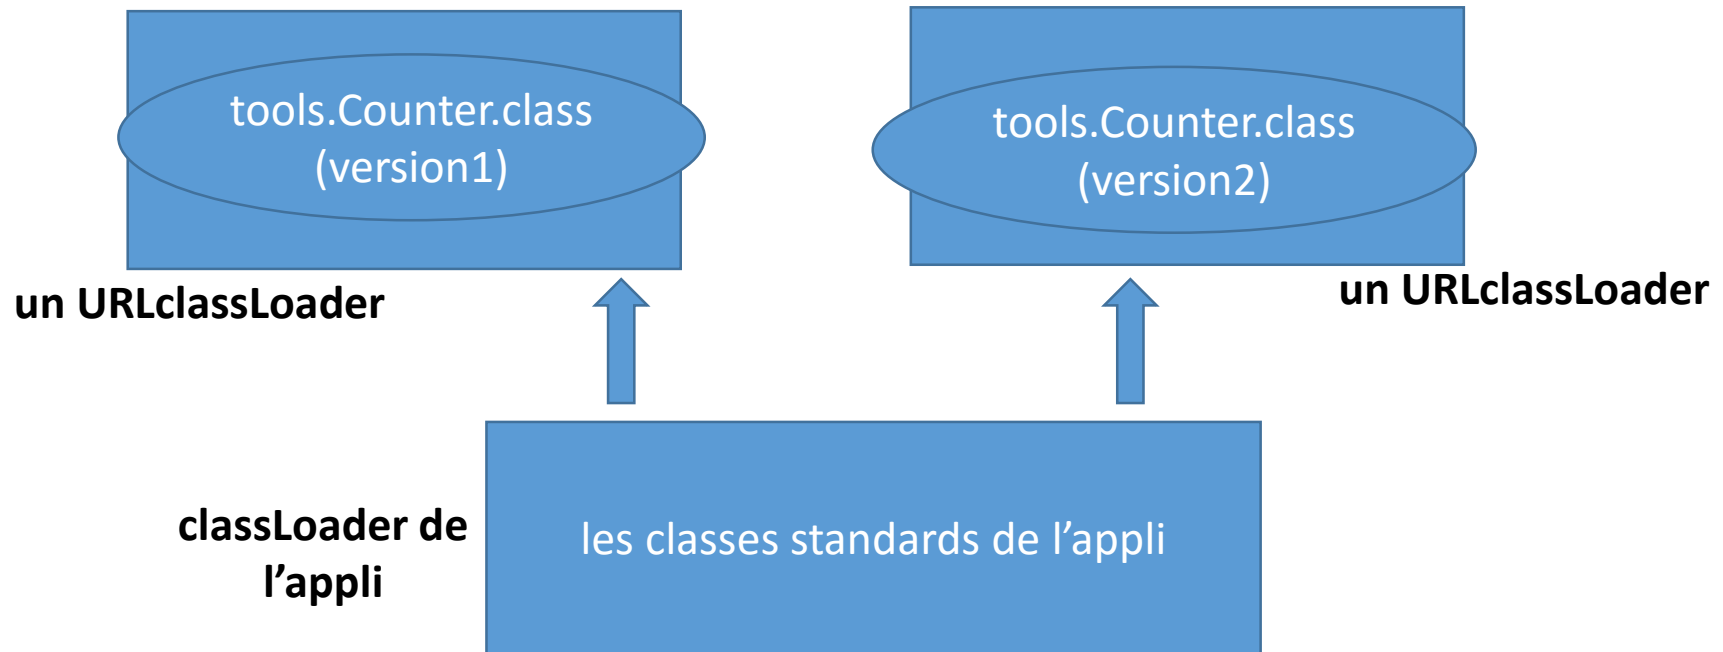 tools.Counter.class
(version1)
tools.Counter.class
(version2)
un URLclassLoader
un URLclassLoader
classLoader de
l’appli
les classes standards de l’appli